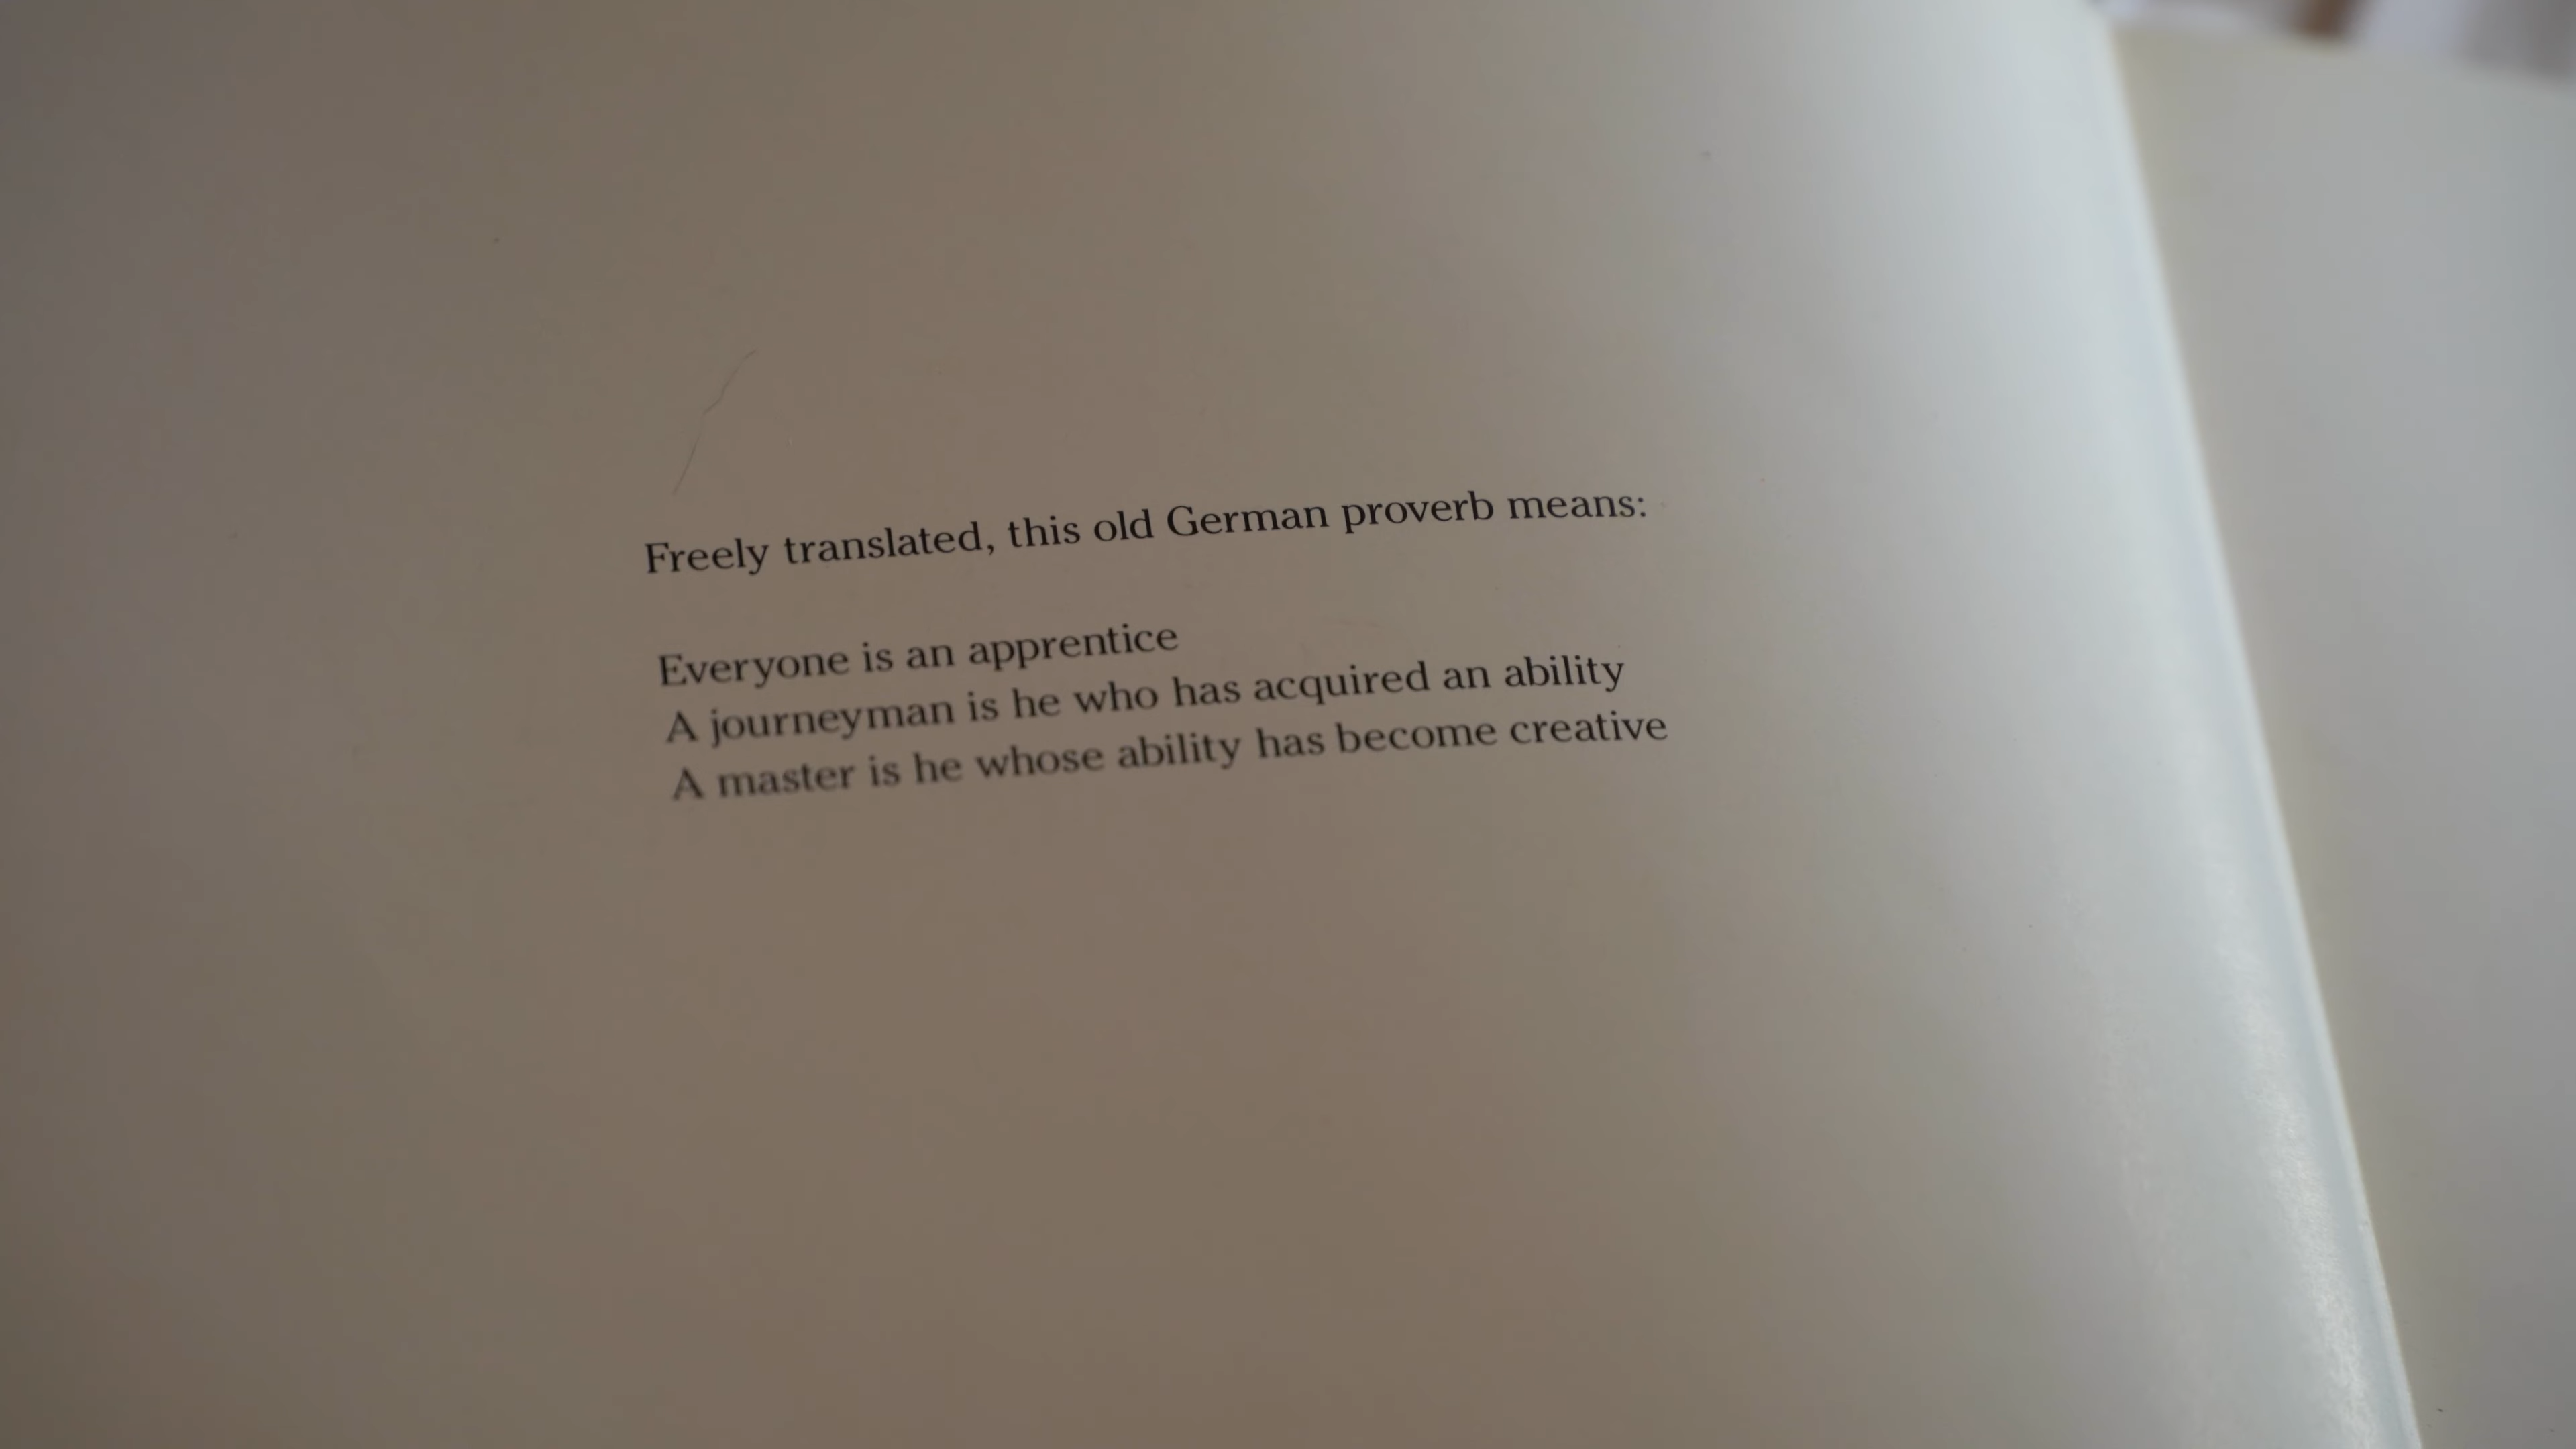 Freely translated, this old German proverb means:
Everyone is an apprentice
A journeyman is he who has acquired an ability
A master is he whose ability has become creative